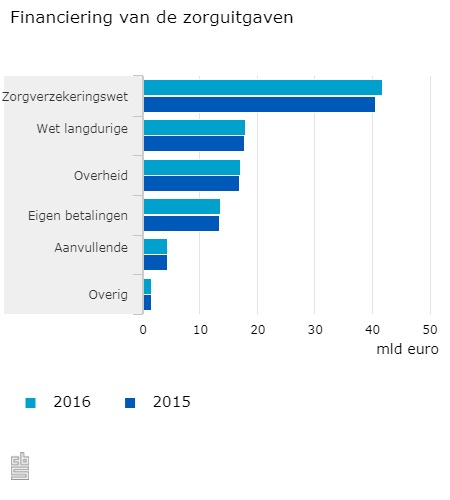 Financiering van de zorguitgaven
Zorgverzekeringswet
Wet langdurige
Overheid
Eigen betalingen
Aanvullende
Overig
0 10 20 30 40 50
mld euro
2016 2015
cbs